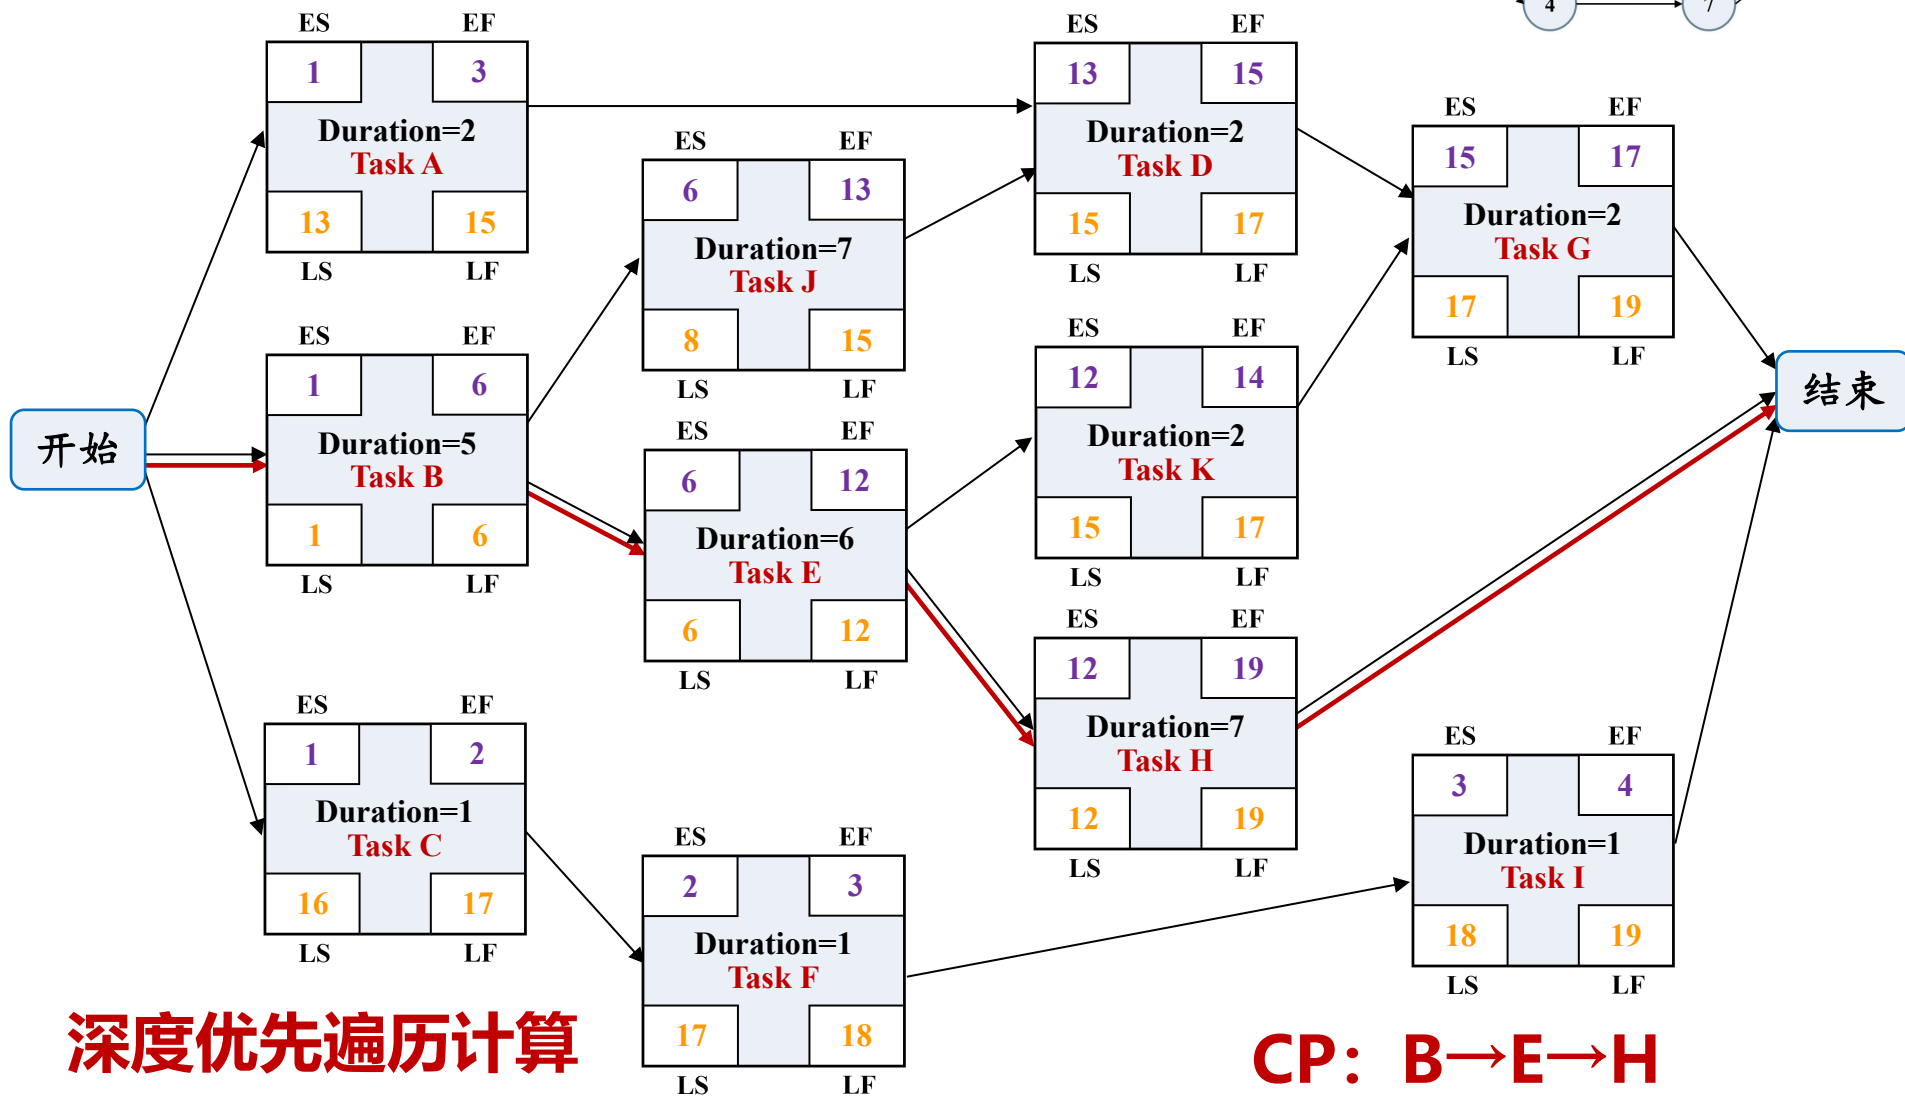 4
7
ES EF
1 3
Duration=2
Task A
13 15
LS LF
ES EF
13 15
Duration=2
Task D
15 17
LS LF
ES EF
15 17
Duration=2
Task G
17 19
LS LF
ES EF
6 13
Duration=7
Task J
8 15
LS LF
ES EF
1 6
Duration=5
Task B
1 6
LS LF
ES EF
12 14
Duration=2
Task K
15 17
LS LF
开始
结束
ES EF
6 12
Duration=6
Task E
6 12
LS LF
ES EF
12 19
Duration=7
Task H
12 19
LS LF
ES EF
1 2
Duration=1
Task C
16 17
LS LF
ES EF
3 4
Duration=1
Task I
18 19
LS LF
ES EF
2 3
Duration=1
Task F
17 18
LS LF
深度优先遍历计算
CP：B→E→H